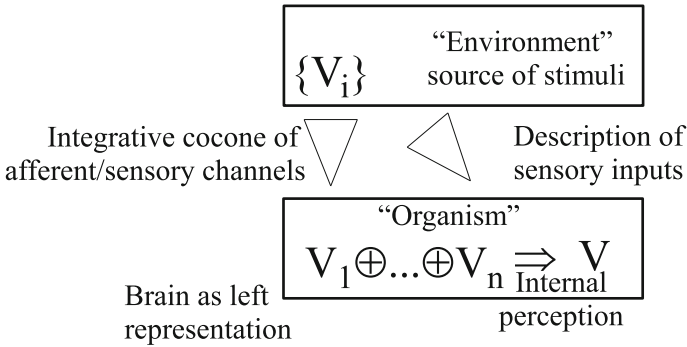 “Environment”
{Vi} source of stimuli
Integrative cocone of
afferent/sensory channels
Description of
sensory inputs
“Organism”
V1⊕...⊕Vn ⇒ V
Internal
perception
Brain as left
representation